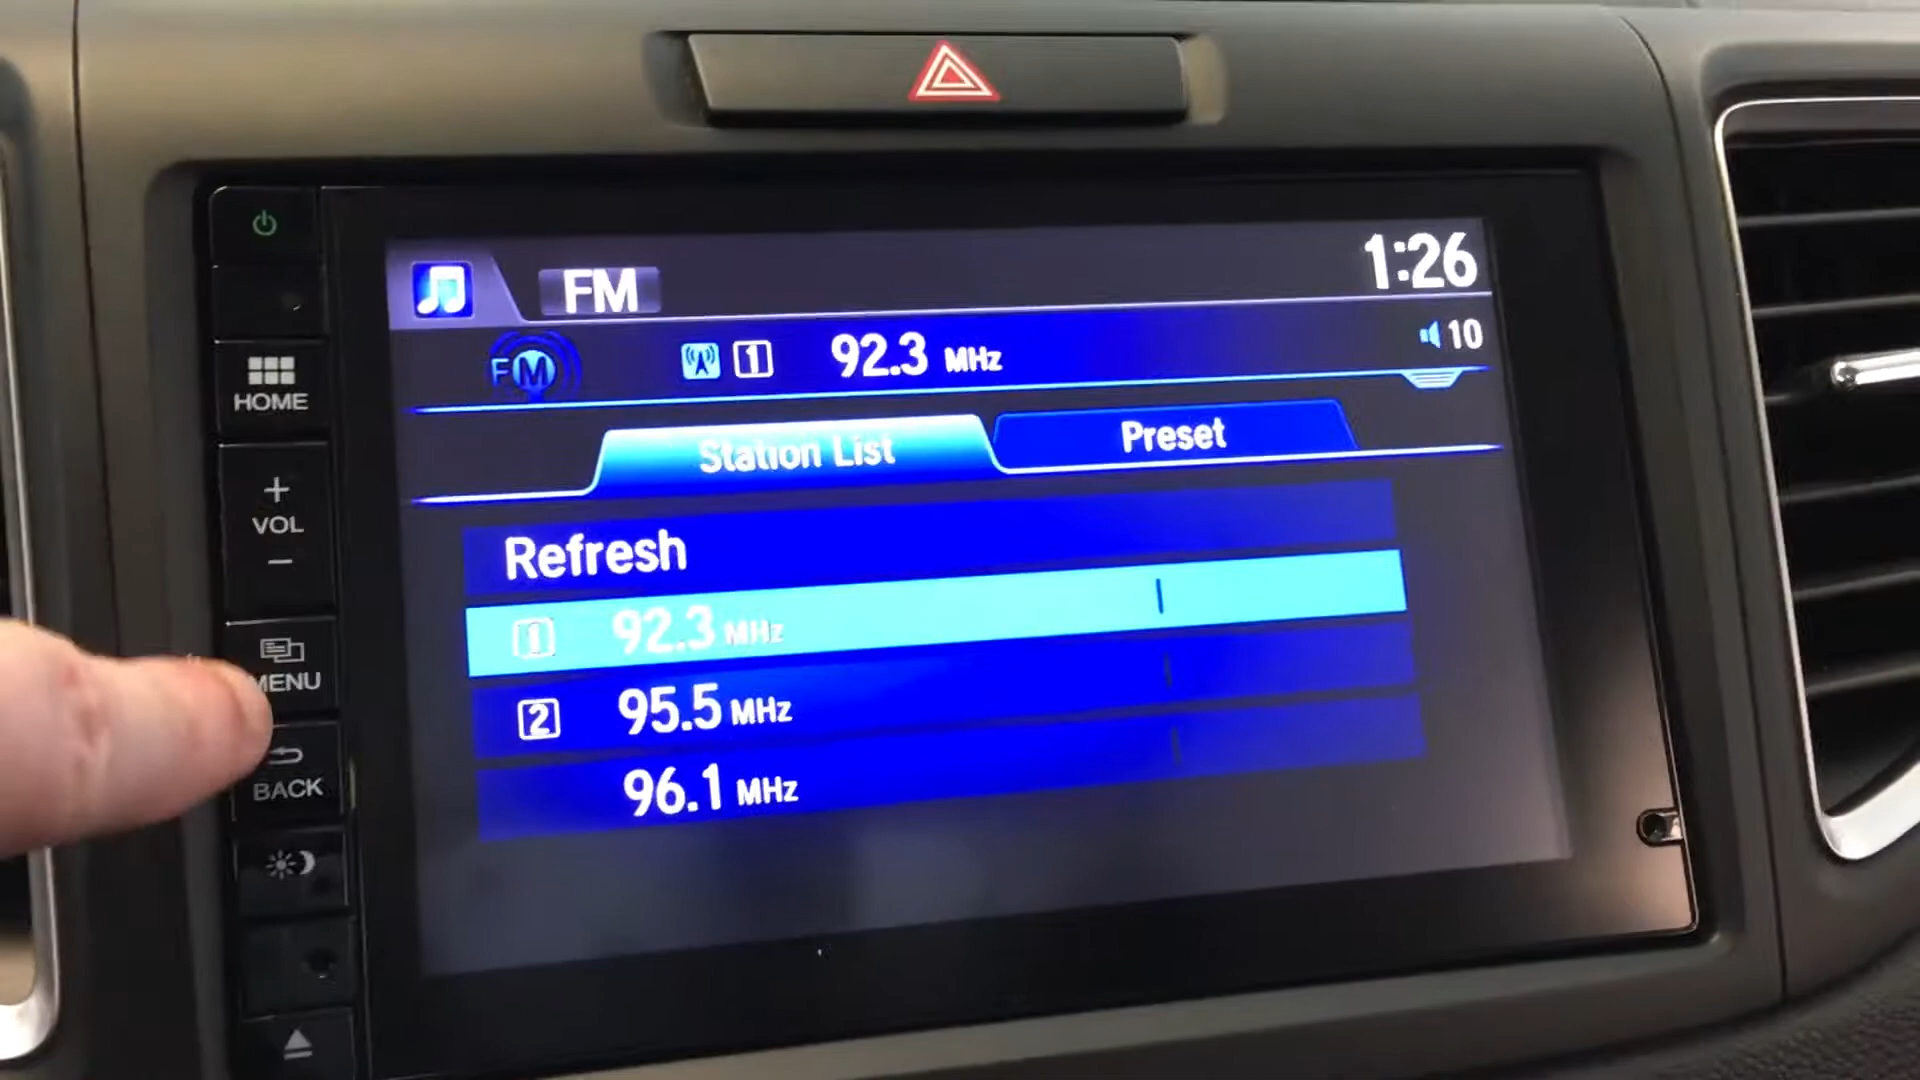 FM
1:26
FM
1 92.3 MHz
10
HOME
Station List
Preset
+
VOL
−
Refresh
1 92.3 MHz
MENU
2 95.5 MHz
BACK
96.1 MHz